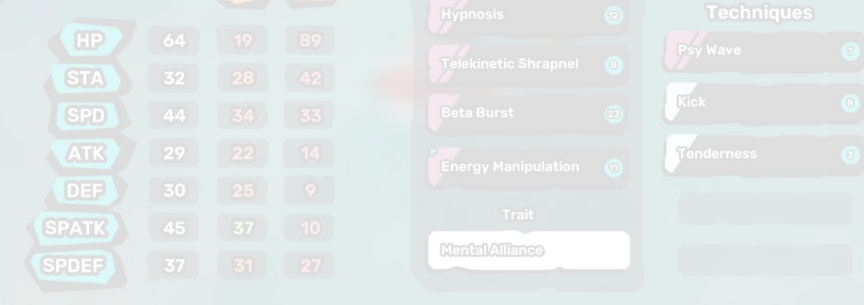 HP 64 19 89
STA 32 28 42
SPD 44 34 33
ATK 29 22 14
DEF 30 25 9
SPATK 45 37 10
SPDEF 37 31 27
Hypnosis 12
Telekinetic Shrapnel 8
Beta Burst 23
Energy Manipulation 11
Trait
Mental Alliance
Techniques
Psy Wave 7
Kick 8
Tenderness 3